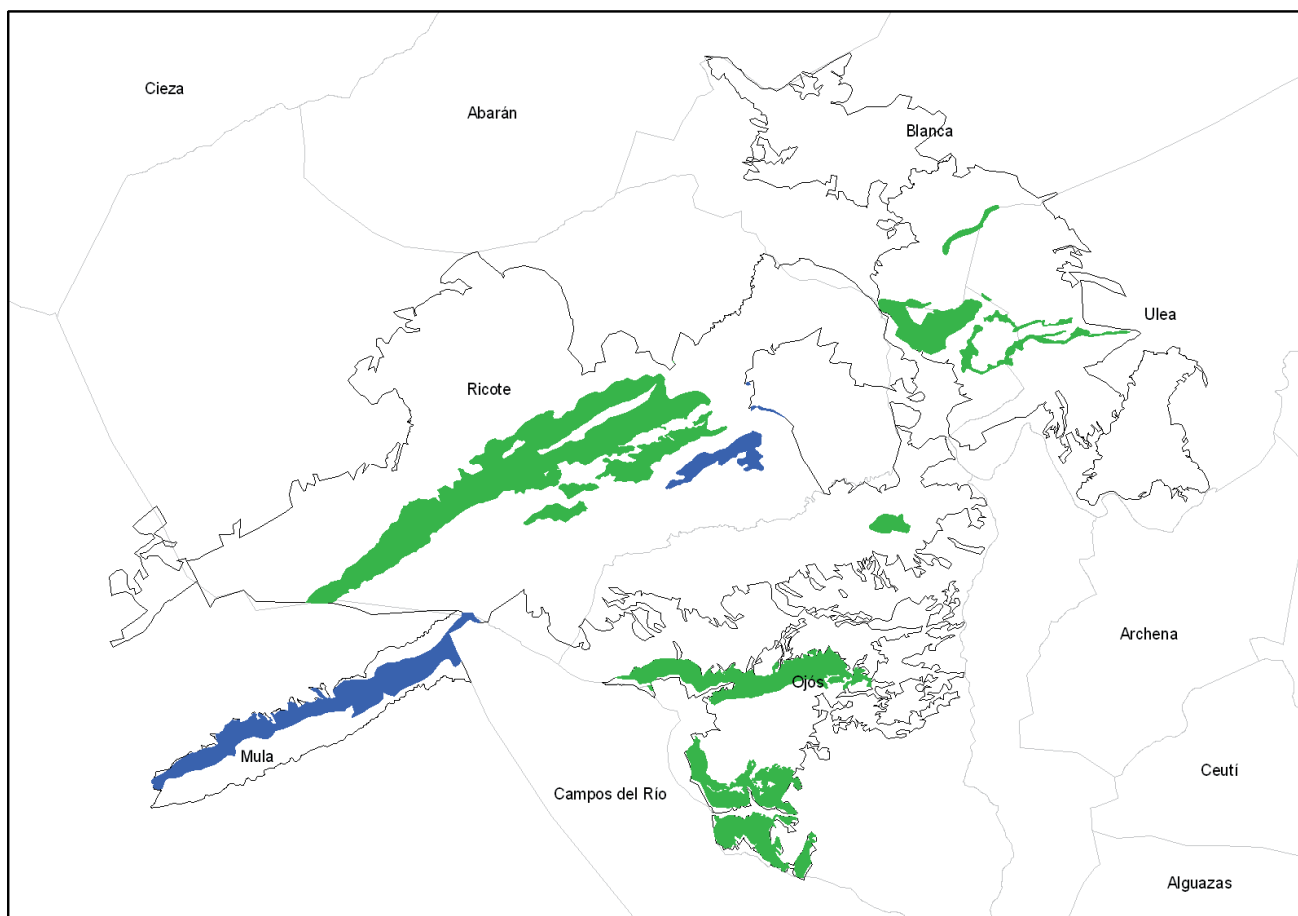 Cieza
Abarán
Blanca
Ulea
Ricote
Archena
Ojós
Mula
Ceutí
Campos del Río
Alguazas